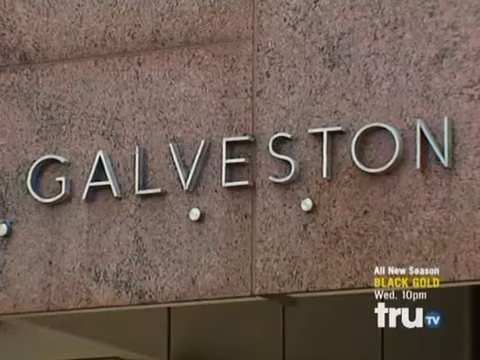 GALVESTON
All New Season
BLACK GOLD
Wed. 10pm
truTV